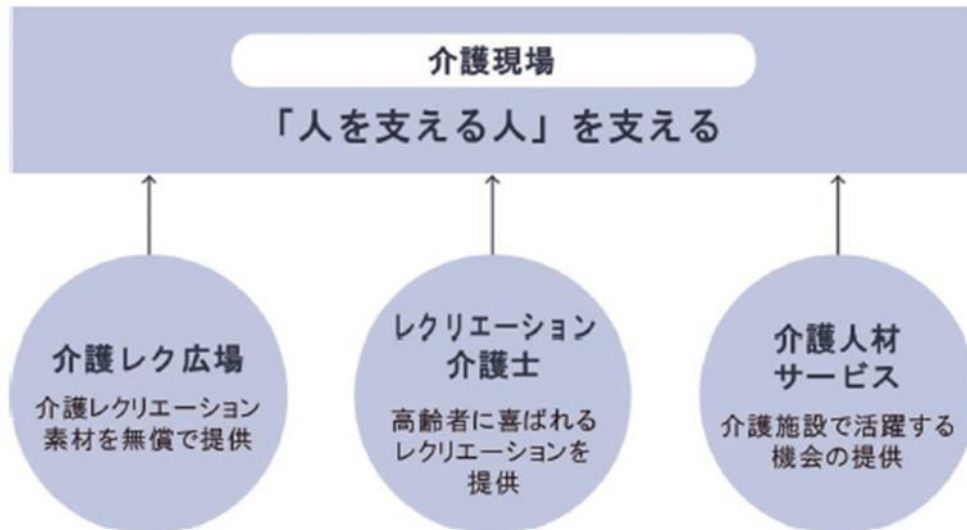 介護現場
「人を支える人」を支える
介護レク広場
介護レクリエーション
素材を無償で提供
レクリエーション
介護士
高齢者に喜ばれる
レクリエーションを
提供
介護人材
サービス
介護施設で活躍する
機会の提供